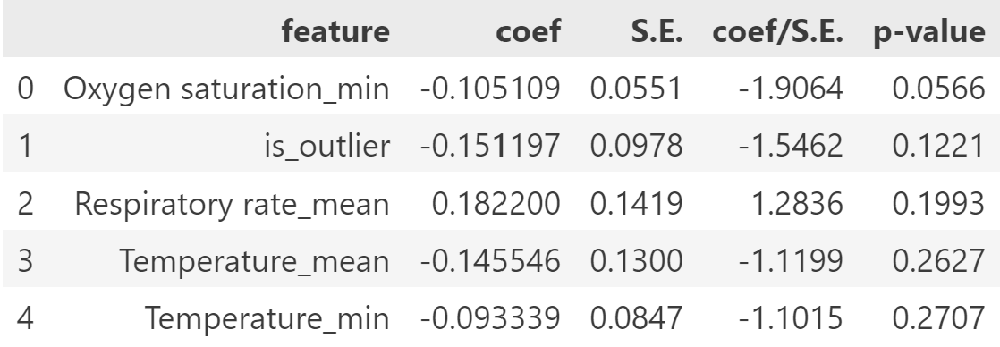 feature coef S.E. coef/S.E. p-value
0 Oxygen saturation_min -0.105109 0.0551 -1.9064 0.0566
1 is_outlier -0.151197 0.0978 -1.5462 0.1221
2 Respiratory rate_mean 0.182200 0.1419 1.2836 0.1993
3 Temperature_mean -0.145546 0.1300 -1.1199 0.2627
4 Temperature_min -0.093339 0.0847 -1.1015 0.2707